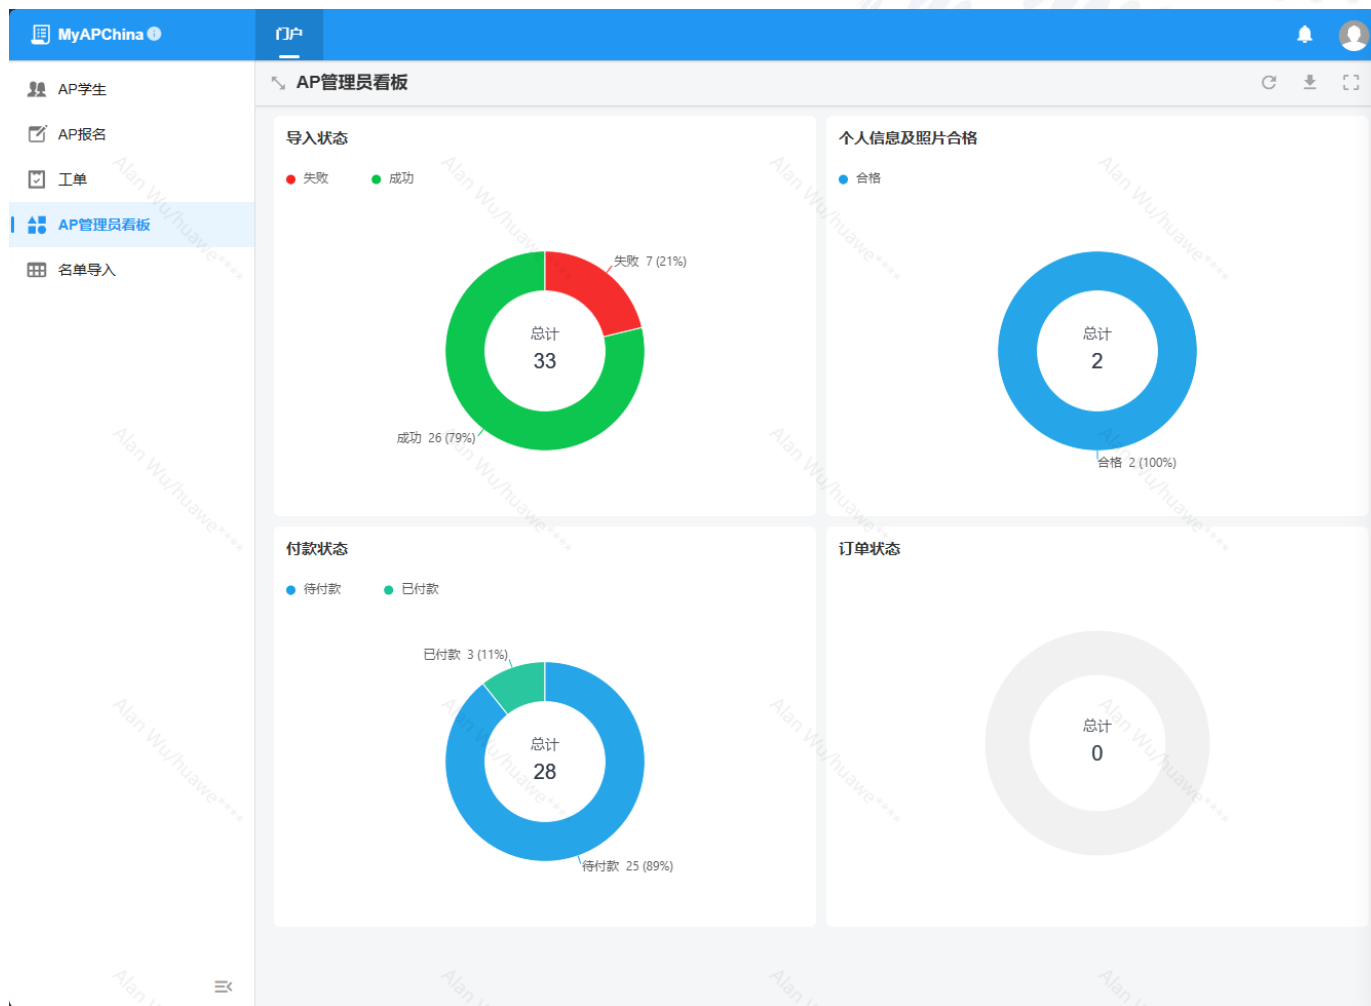 MyAPChina
门户
AP学生
AP报名
工单
AP管理员看板
名单导入
AP管理员看板
导入状态
失败 成功
失败 7 (21%)
总计
33
成功 26 (79%)
个人信息及照片合格
合格
总计
2
合格 2 (100%)
付款状态
待付款 已付款
已付款 3 (11%)
总计
28
待付款 25 (89%)
订单状态
总计
0
Alan Wu/huawe****